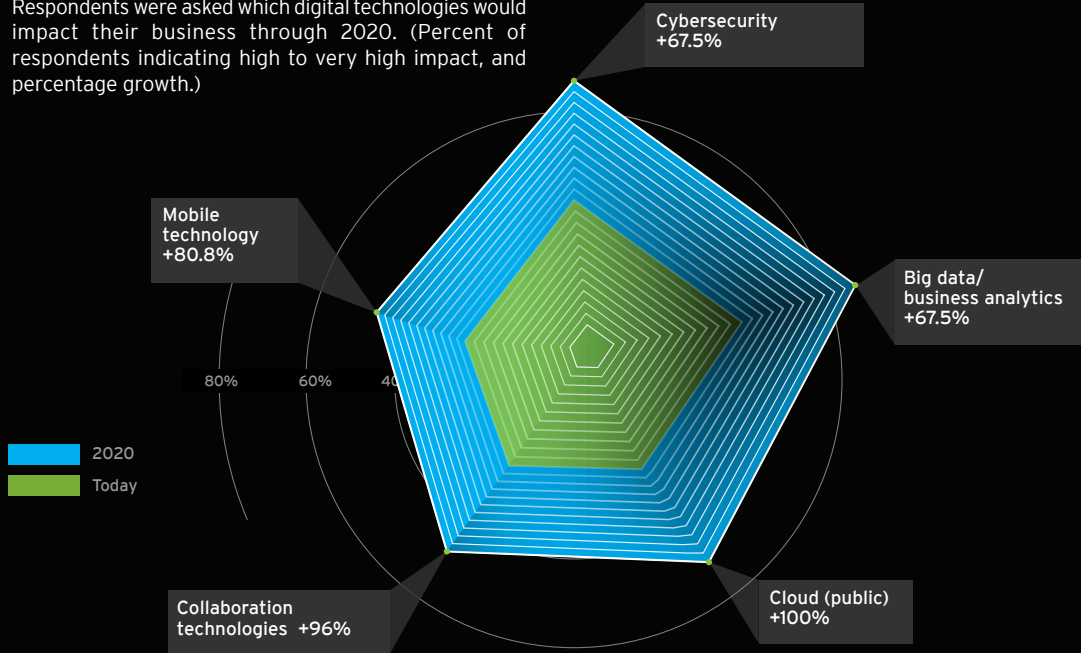 Respondents were asked which digital technologies would
impact their business through 2020. (Percent of
respondents indicating high to very high impact, and
percentage growth.)
Cybersecurity
+67.5%
Mobile
technology
+80.8%
Big data/
business analytics
+67.5%
80%
60%
2020
Today
Collaboration
technologies +96%
Cloud (public)
+100%